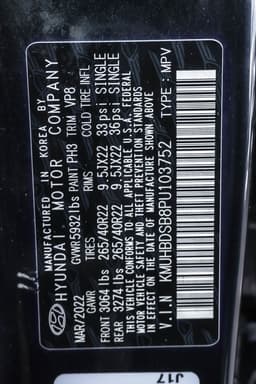 MANUFACTURED IN KOREA BY
HYUNDAI MOTOR COMPANY
MAR/2022 GVWR 5932 lbs PAINT PH3 TRIM VP8
GAWR TIRES RIMS COLD TIRE INFL
FRONT 3064 lbs 265/40R22 9.5JX22 33psi SINGLE
REAR 3274 lbs 265/40R22 9.5JX22 36psi SINGLE
THIS VEHICLE CONFORMS TO ALL APPLICABLE U.S.A. FEDERAL
MOTOR VEHICLE SAFETY AND THEFT PREVENTION STANDARDS
IN EFFECT ON THE DATE OF MANUFACTURE SHOWN ABOVE
V.I.N KMUHBDSB8PU103752 TYPE : MPV
J17